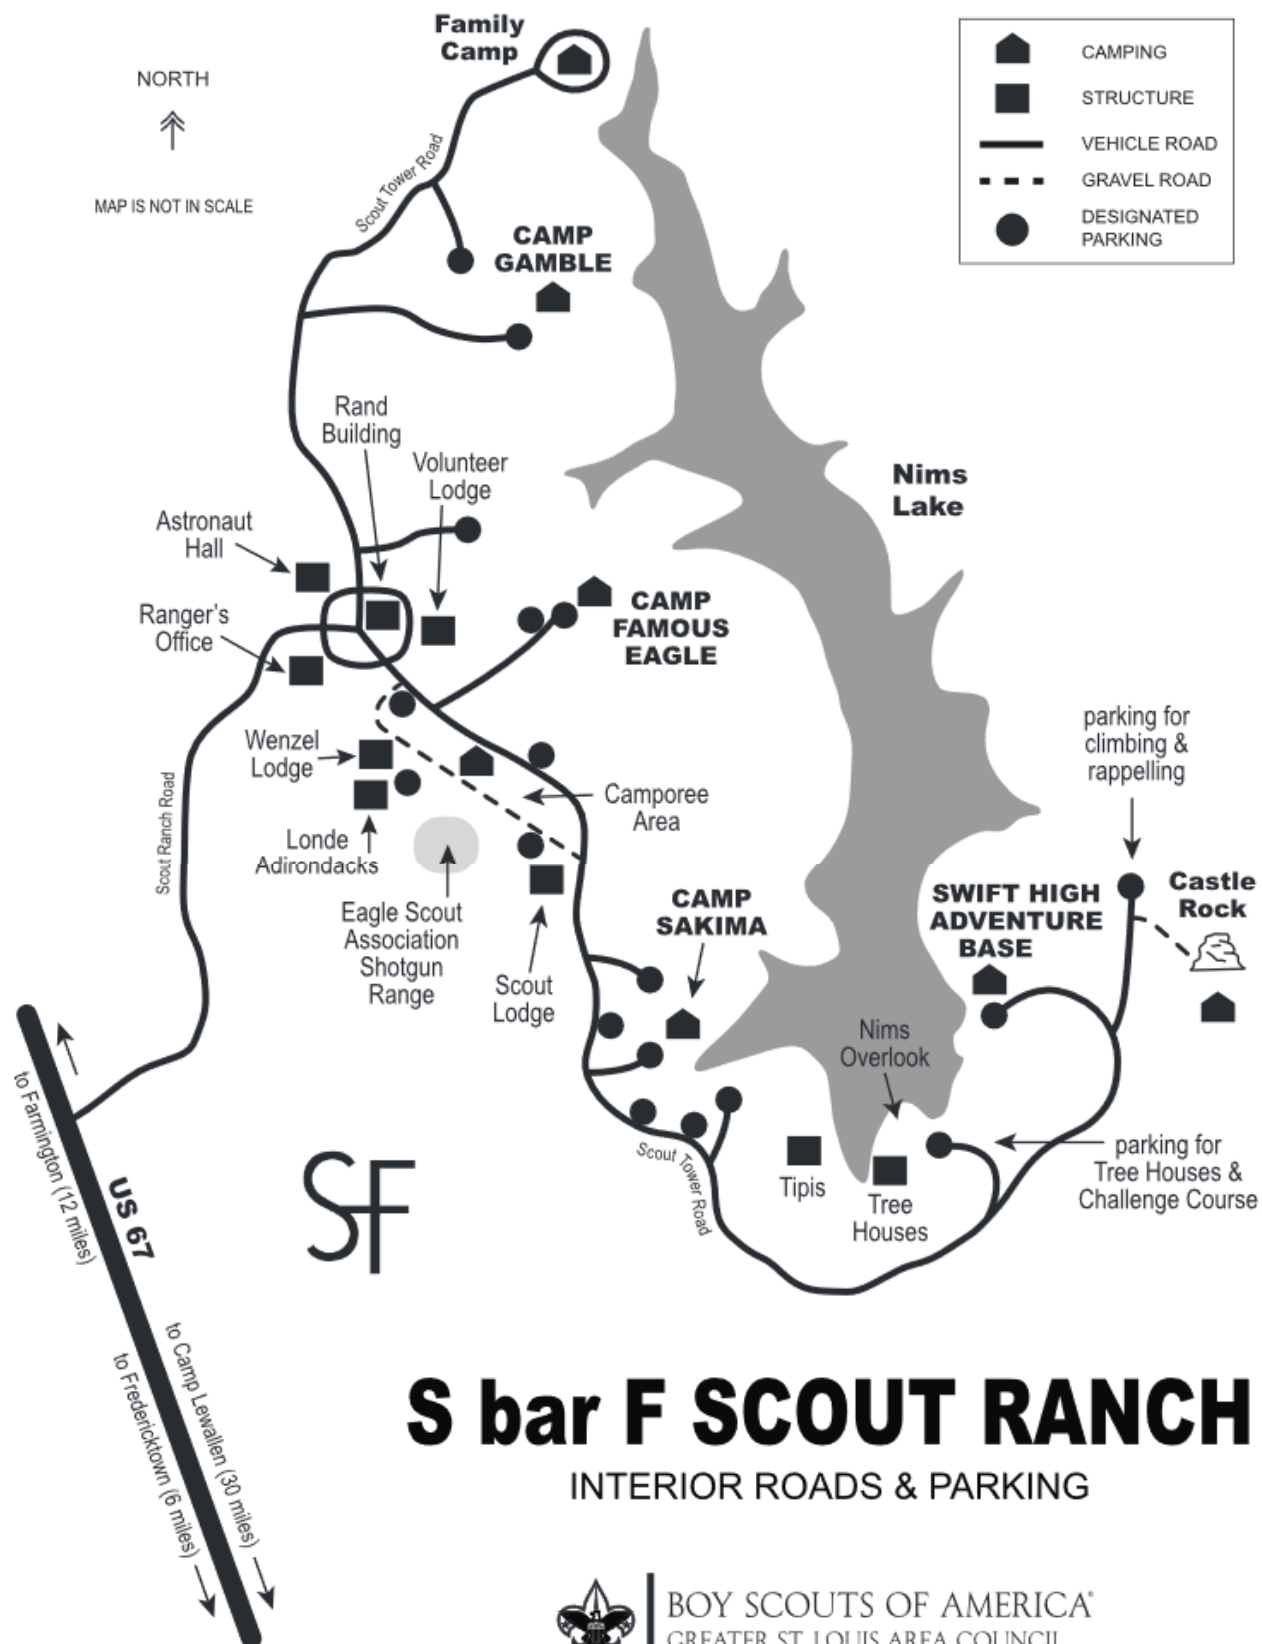 Family
Camp
NORTH
MAP IS NOT IN SCALE
CAMPING
STRUCTURE
VEHICLE ROAD
GRAVEL ROAD
DESIGNATED
PARKING
Scout Tower Road
CAMP
GAMBLE
Rand
Building
Volunteer
Lodge
Nims
Lake
Astronaut
Hall
Ranger's
Office
CAMP
FAMOUS
EAGLE
Wenzel
Lodge
Camporee
Area
parking for
climbing &
rappelling
Scout Ranch Road
Londe
Adirondacks
Eagle Scout
Association
Shotgun
Range
Scout
Lodge
CAMP
SAKIMA
SWIFT HIGH
ADVENTURE
BASE
Castle
Rock
Nims
Overlook
Scout Tower Road
Tipis
Tree
Houses
parking for
Tree Houses &
Challenge Course
to Farmington (12 miles)
US 67
to Camp Lewallen (30 miles)
to Fredericktown (6 miles)
SF
S bar F SCOUT RANCH
INTERIOR ROADS & PARKING
BOY SCOUTS OF AMERICA®
GREATER ST. LOUIS AREA COUNCIL